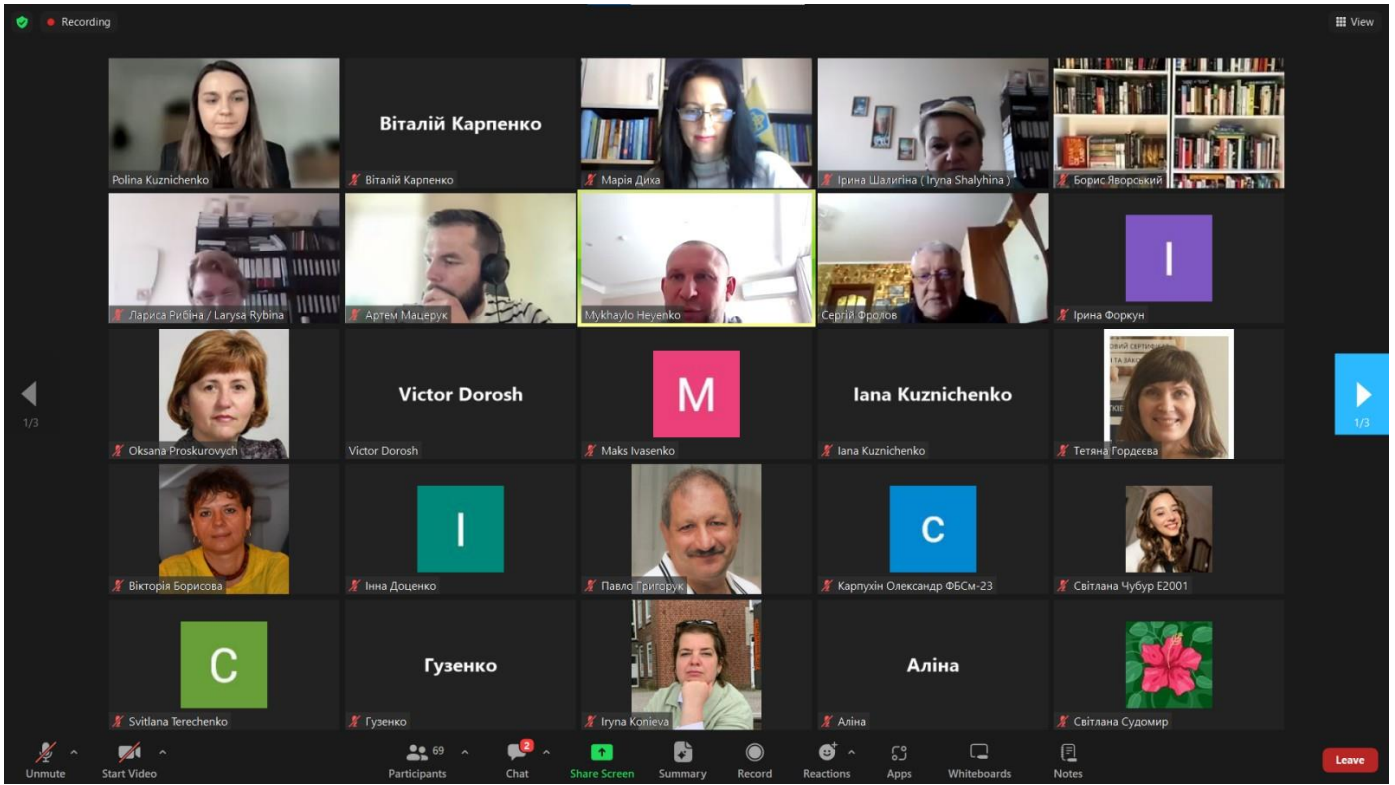 Recording
View
Polina Kuznichenko
Віталій Карпенко
Віталій Карпенко
Марія Диха
Ірина Шалигіна ( Iryna Shalyhina )
Борис Яворський
Лариса Рибіна / Larysa Rybina
Артем Мацерук
Mykhaylo Heyenko
Сергій Фролов
І
Ірина Форкун
1/3
Oksana Proskurovych
Victor Dorosh
Victor Dorosh
M
Maks Ivasenko
Iana Kuznichenko
Iana Kuznichenko
Тетяна Гордєєва
1/3
Вікторія Борисова
І
Інна Доценко
Павло Григорук
С
Карпухін Олександр ФБСм-23
Світлана Чубур Е2001
C
Svitlana Terechenko
Гузенко
Гузенко
Iryna Konieva
Аліна
Аліна
Світлана Судомир
Unmute
Start Video
69
Participants
2
Chat
Share Screen
Summary
Record
Reactions
Apps
Whiteboards
Notes
Leave